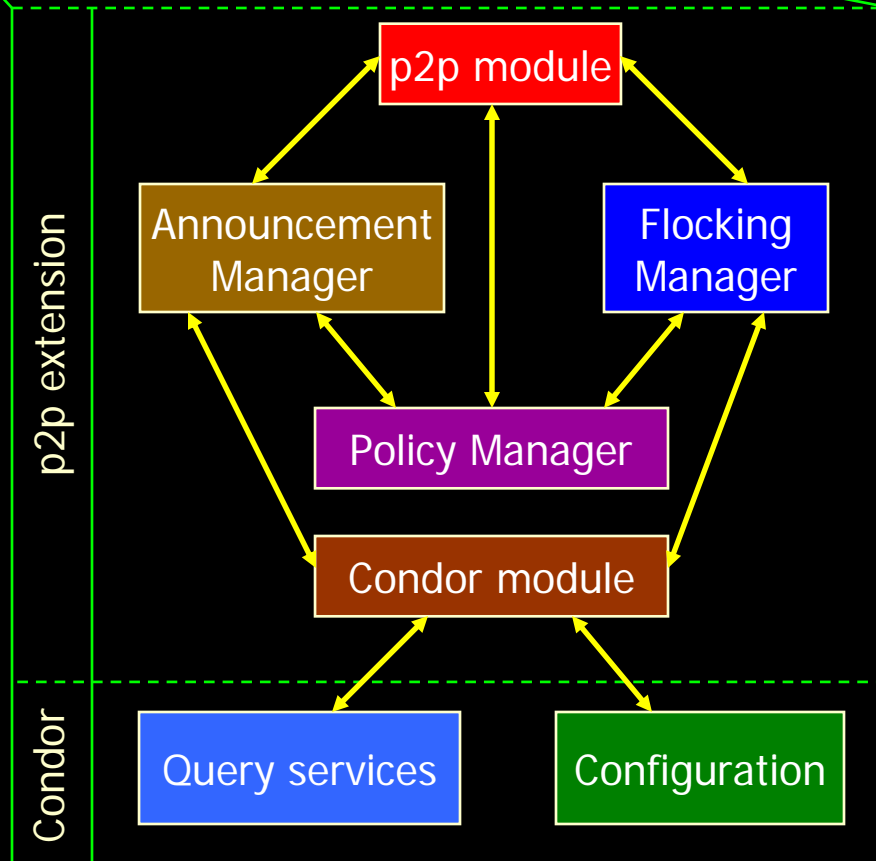 p2p module
Announcement
Manager
Flocking
Manager
p2p extension
Policy Manager
Condor module
Condor
Query services
Configuration